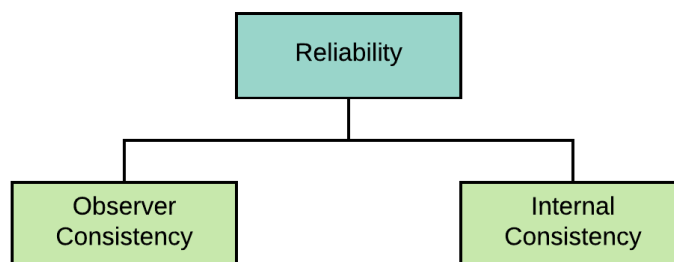 Reliability
Observer
Consistency
Internal
Consistency